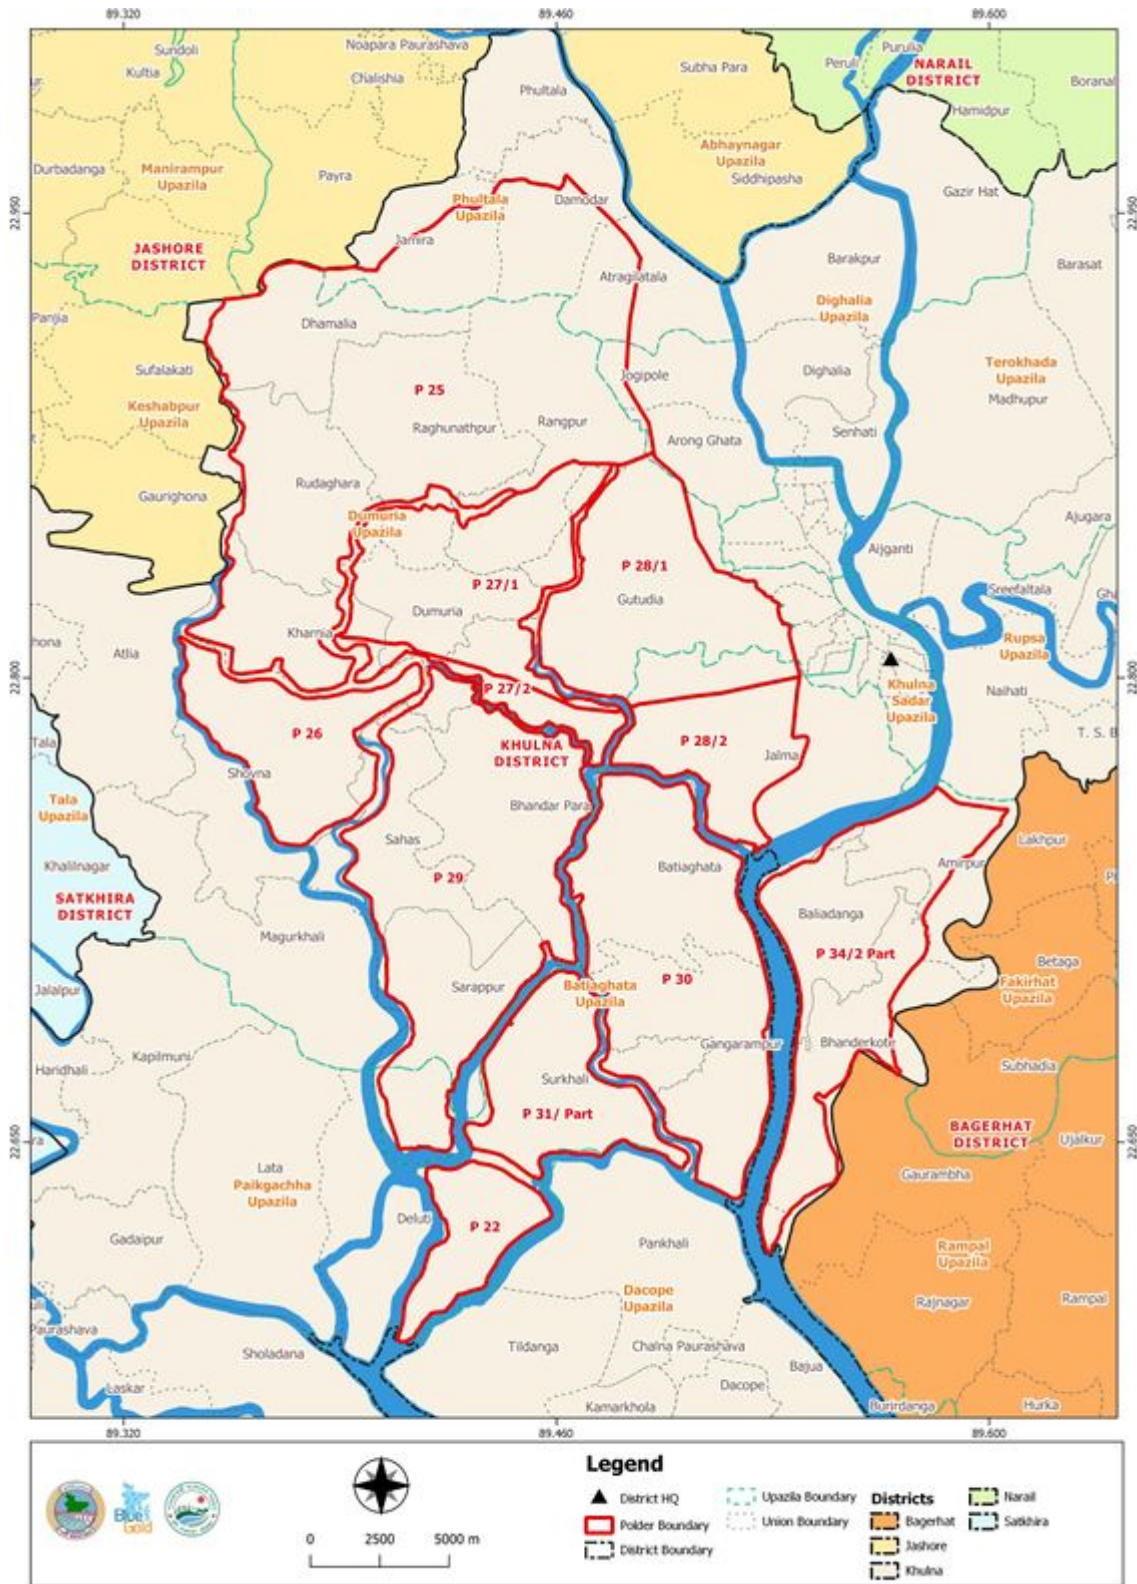 89.320
89.460
89.600
Noapara Paurashava
Sundoli
Kultia
Chalishia
Purulia
Peruli
NARAIL
DISTRICT
Subha Para
Boranal
Phultala
Hamidpur
Abhaynagar
Upazila
Siddhipasha
Durbadanga
Manirampur
Upazila
Payra
Gazir Hat
Phultala
Upazila
Damodar
22.950
22.950
Jamira
JASHORE
DISTRICT
Barakpur
Barasat
Atragilatala
Dighalia
Upazila
Panjia
Dhamalia
Sufalakati
Jogipole
Dighalia
Terokhada
Upazila
Madhupur
P 25
Keshabpur
Upazila
Raghunathpur
Rangpur
Arong Ghata
Senhati
Rudaghara
Gaurighona
Dumuria
Upazila
Ajugara
Aijganti
P 28/1
P 27/1
Gutudia
Sreefaltala
Dumuria
Kharnia
Atlia
Rupsa
Upazila
22.800
22.800
Khulna
Sadar
Upazila
Naihati
P 27/2
P 26
KHULNA
DISTRICT
P 28/2
Jalma
T. S. B
Tala
Tala
Upazila
Shovna
Bhandar Para
Sahas
Lakhpur
Khalilnagar
Batiaghata
Amirpur
P 29
SATKHIRA
DISTRICT
Baliadanga
Magurkhali
P 34/2 Part
Betaga
Fakirhat
Upazila
Jalalpur
Sarappur
Batiaghata
Upazila
P 30
Kapilmuni
Haridhali
Gangarampur
Bhanderkote
Subhadia
Surkhali
P 31/ Part
BAGERHAT
DISTRICT
Ujalkur
22.650
22.650
Lata
Paikgachha
Upazila
Gaurambha
Deluti
P 22
Gadaipur
Pankhali
Rampal
Upazila
Dacope
Upazila
Rajnagar
Rampal
Paurashava
Sholadana
Tildanga
Chalna Paurashava
Bajua
Laskar
Dacope
Kamarkhola
Burirdanga
Hurka
89.320
89.460
89.600
Legend
District HQ
Polder Boundary
District Boundary
Upazila Boundary
Union Boundary
Districts
Bagerhat
Jashore
Khulna
Narail
Satkhira
Blue
Gold
0 2500 5000 m